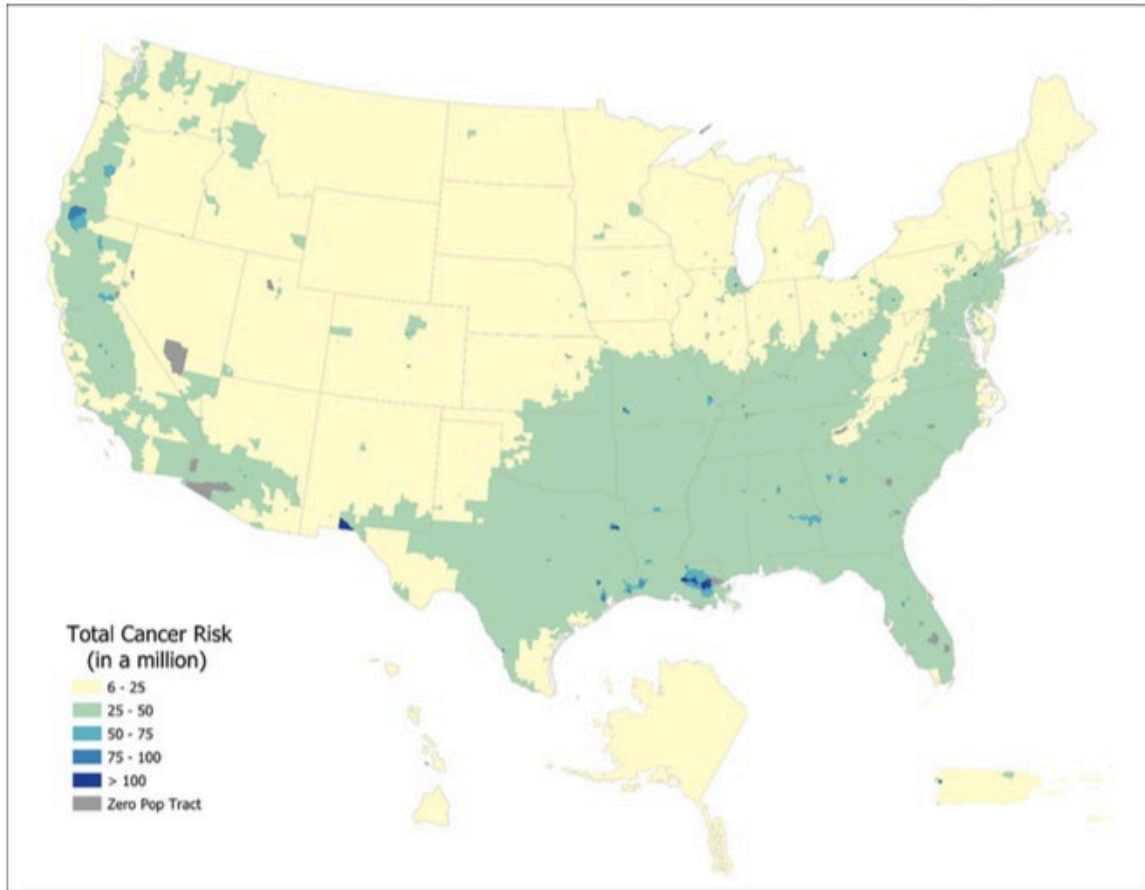 Total Cancer Risk
(in a million)
6 - 25
25 - 50
50 - 75
75 - 100
> 100
Zero Pop Tract